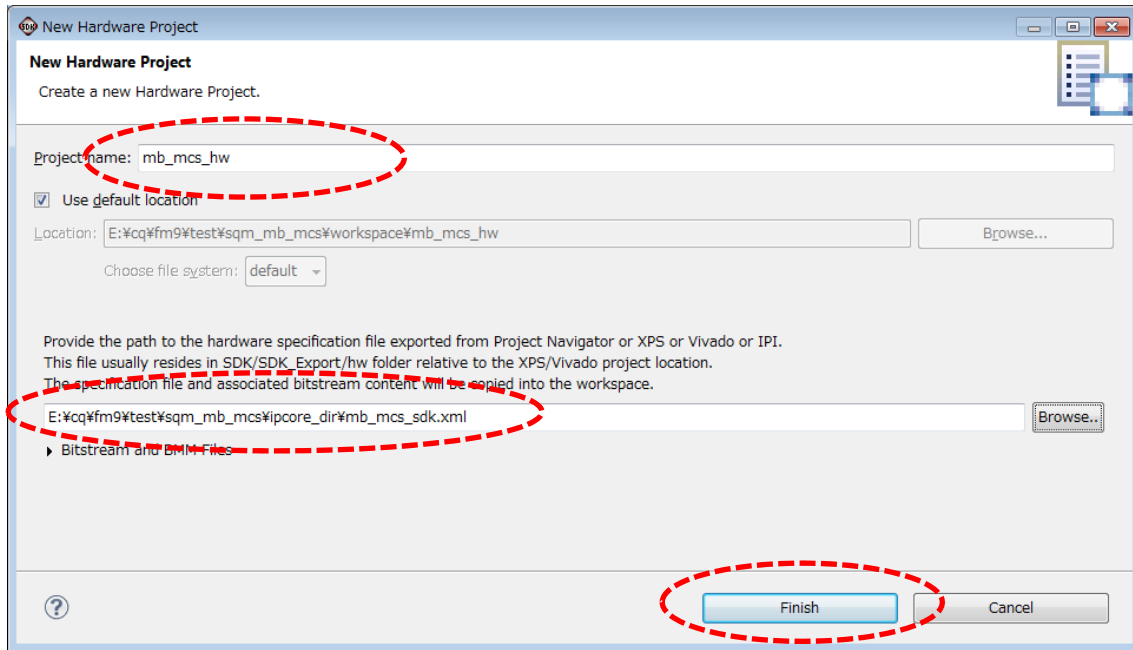 SDK New Hardware Project
New Hardware Project
Create a new Hardware Project.
Project name: mb_mcs_hw
Use default location
Location: E:¥cq¥fm9¥test¥sqm_mb_mcs¥workspace¥mb_mcs_hw Browse...
Choose file system: default
Provide the path to the hardware specification file exported from Project Navigator or XPS or Vivado or IPI.
This file usually resides in SDK/SDK_Export/hw folder relative to the XPS/Vivado project location.
The specification file and associated bitstream content will be copied into the workspace.
E:¥cq¥fm9¥test¥sqm_mb_mcs¥ipcore_dir¥mb_mcs_sdk.xml Browse..
Bitstream and BMM Files
? Finish Cancel